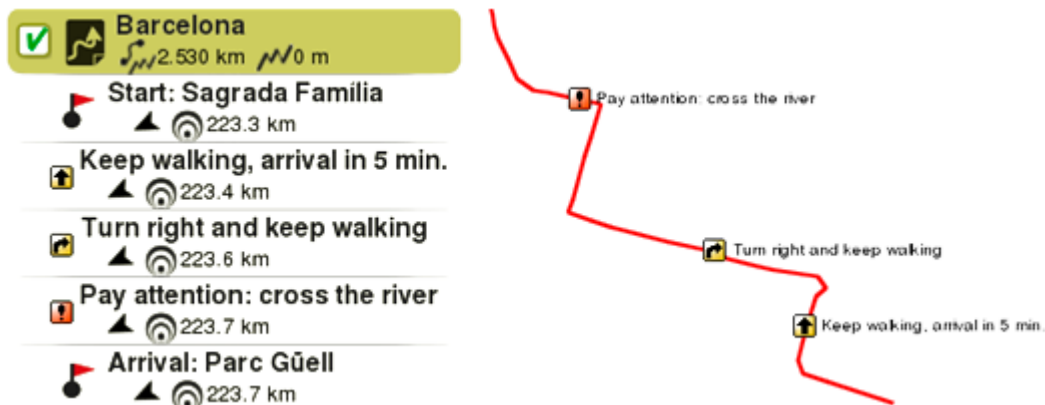 Barcelona
2.530 km 0 m
Start: Sagrada Família
223.3 km
Keep walking, arrival in 5 min.
223.4 km
Turn right and keep walking
223.6 km
Pay attention: cross the river
223.7 km
Arrival: Parc Gűell
223.7 km
Pay attention: cross the river
Turn right and keep walking
Keep walking, arrival in 5 min.